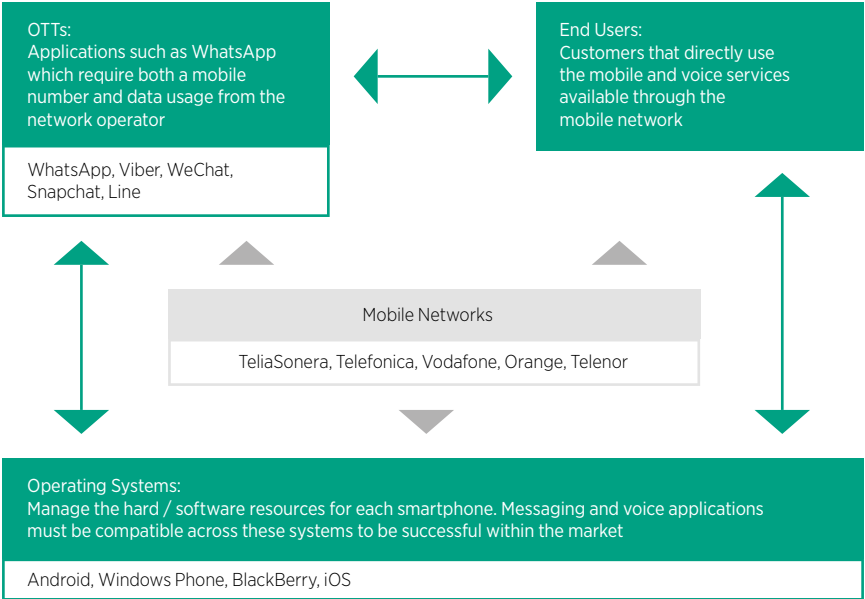 OTTs:
Applications such as WhatsApp
which require both a mobile
number and data usage from the
network operator
WhatsApp, Viber, WeChat,
Snapchat, Line
End Users:
Customers that directly use
the mobile and voice services
available through the
mobile network
Mobile Networks
TeliaSonera, Telefonica, Vodafone, Orange, Telenor
Operating Systems:
Manage the hard / software resources for each smartphone. Messaging and voice applications
must be compatible across these systems to be successful within the market
Android, Windows Phone, BlackBerry, iOS